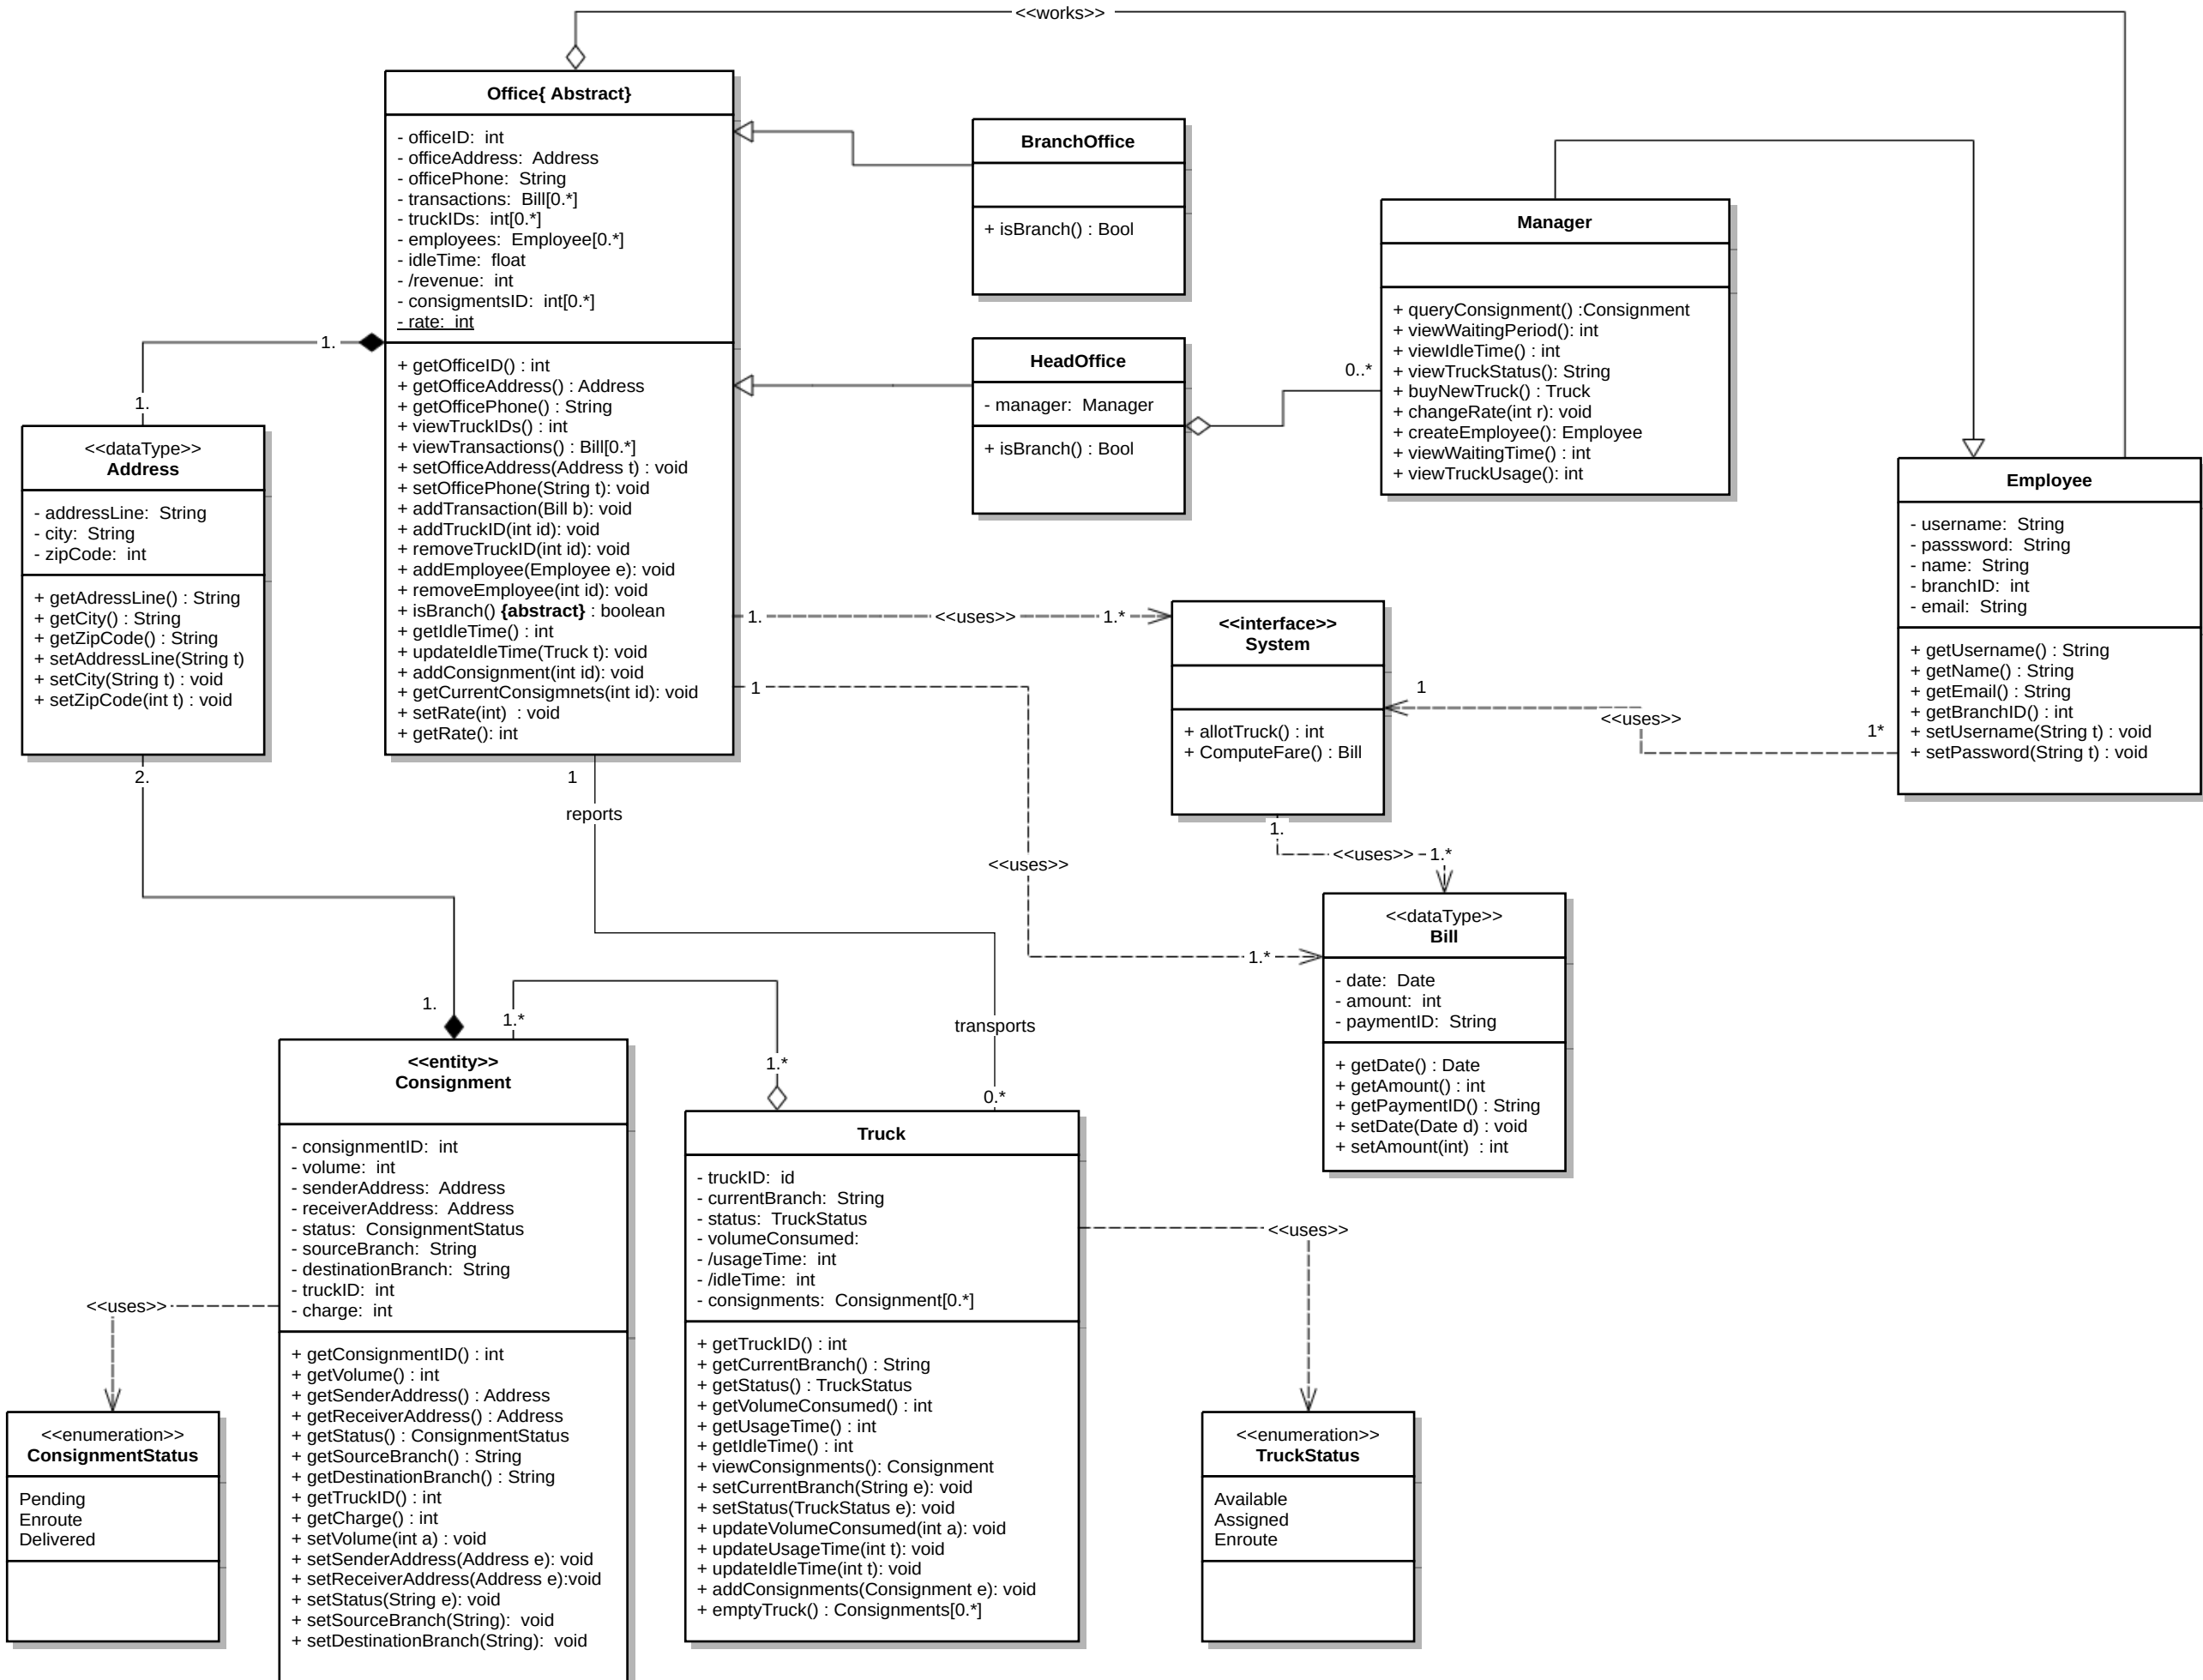 <<works>>
Office{ Abstract}
- officeID:  int
- officeAddress:  Address
- officePhone:  String
- transactions:  Bill[0.*]
- truckIDs:  int[0.*]
- employees:  Employee[0.*]
- idleTime:  float
- /revenue:  int
- consigmentsID:  int[0.*]
- rate:  int
+ getOfficeID() : int
+ getOfficeAddress() : Address
+ getOfficePhone() : String
+ viewTruckIDs() : int
+ viewTransactions() : Bill[0.*]
+ setOfficeAddress(Address t) : void
+ setOfficePhone(String t): void
+ addTransaction(Bill b): void
+ addTruckID(int id): void
+ removeTruckID(int id): void
+ addEmployee(Employee e): void
+ removeEmployee(int id): void
+ isBranch() {abstract} : boolean
+ getIdleTime() : int
+ updateIdleTime(Truck t): void
+ addConsignment(int id): void
+ getCurrentConsigmnets(int id): void
+ setRate(int)  : void
+ getRate(): int
BranchOffice
+ isBranch() : Bool
HeadOffice
- manager:  Manager
+ isBranch() : Bool
0..*
Manager
+ queryConsignment() :Consignment
+ viewWaitingPeriod(): int
+ viewIdleTime() : int
+ viewTruckStatus(): String
+ buyNewTruck() : Truck
+ changeRate(int r): void
+ createEmployee(): Employee
+ viewWaitingTime() : int
+ viewTruckUsage(): int
Employee
- username:  String
- passsword:  String
- name:  String
- branchID:  int
- email:  String
+ getUsername() : String
+ getName() : String
+ getEmail() : String
+ getBranchID() : int
+ setUsername(String t) : void
+ setPassword(String t) : void
1.
1.
<<dataType>>
Address
- addressLine:  String
- city:  String
- zipCode:  int
+ getAdressLine() : String
+ getCity() : String
+ getZipCode() : String
+ setAddressLine(String t)
+ setCity(String t) : void
+ setZipCode(int t) : void
2.
1.
1.
<<uses>>
1.*
<<interface>>
System
+ allotTruck() : int
+ ComputeFare() : Bill
1
<<uses>>
1*
1
<<uses>>
1.*
1.
<<uses>>
1.*
<<dataType>>
Bill
- date:  Date
- amount:  int
- paymentID:  String
+ getDate() : Date
+ getAmount() : int
+ getPaymentID() : String
+ setDate(Date d) : void
+ setAmount(int)  : int
1
reports
transports
0.*
1.*
1.*
<<entity>>
Consignment
- consignmentID:  int
- volume:  int
- senderAddress:  Address
- receiverAddress:  Address
- status:  ConsignmentStatus
- sourceBranch:  String
- destinationBranch:  String
- truckID:  int
- charge:  int
+ getConsignmentID() : int
+ getVolume() : int
+ getSenderAddress() : Address
+ getReceiverAddress() : Address
+ getStatus() : ConsignmentStatus
+ getSourceBranch() : String
+ getDestinationBranch() : String
+ getTruckID() : int
+ getCharge() : int
+ setVolume(int a) : void
+ setSenderAddress(Address e): void
+ setReceiverAddress(Address e):void
+ setStatus(String e): void
+ setSourceBranch(String):  void
+ setDestinationBranch(String):  void
<<uses>>
<<enumeration>>
ConsignmentStatus
Pending
Enroute
Delivered
Truck
- truckID:  id
- currentBranch:  String
- status:  TruckStatus
- volumeConsumed:
- /usageTime:  int
- /idleTime:  int
- consignments:  Consignment[0.*]
+ getTruckID() : int
+ getCurrentBranch() : String
+ getStatus() : TruckStatus
+ getVolumeConsumed() : int
+ getUsageTime() : int
+ getIdleTime() : int
+ viewConsignments(): Consignment
+ setCurrentBranch(String e): void
+ setStatus(TruckStatus e): void
+ updateVolumeConsumed(int a): void
+ updateUsageTime(int t): void
+ updateIdleTime(int t): void
+ addConsignments(Consignment e): void
+ emptyTruck() : Consignments[0.*]
<<uses>>
<<enumeration>>
TruckStatus
Available
Assigned
Enroute